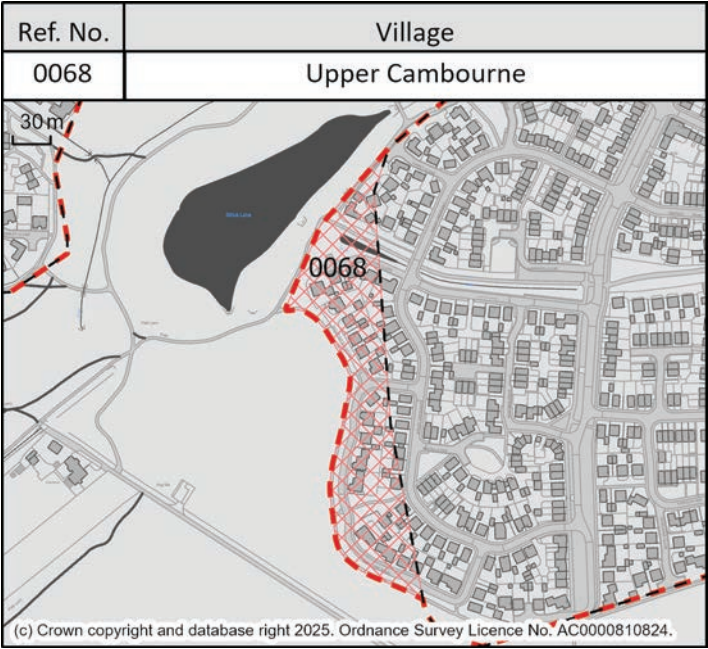 Ref. No. Village
0068 Upper Cambourne
30 m
0068
(c) Crown copyright and database right 2025. Ordnance Survey Licence No. AC0000810824.